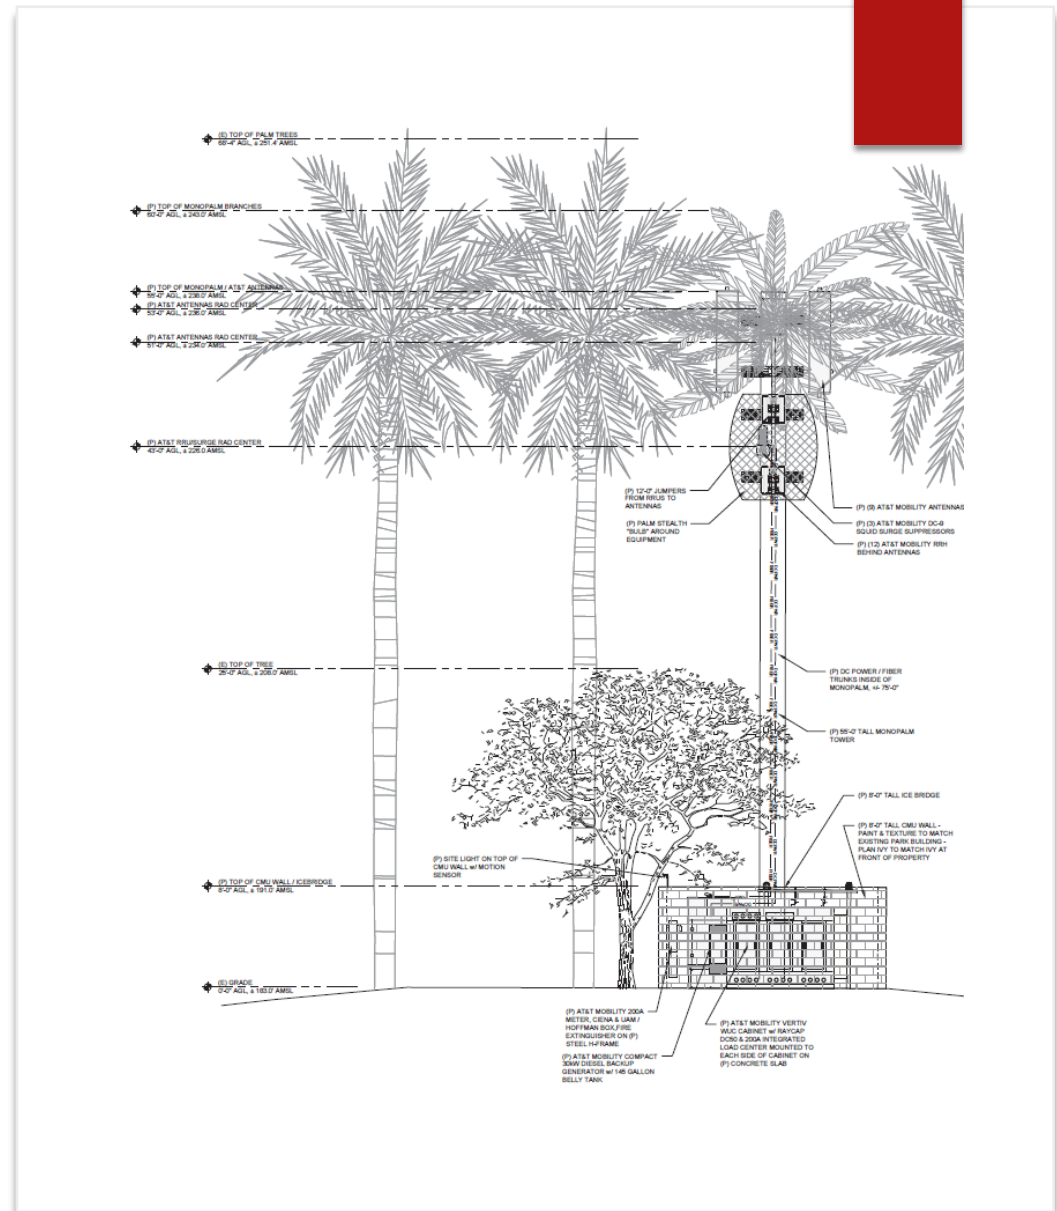 (E) TOP OF PALM TREES
68'-4" AGL, ± 251.4' AMSL
(P) TOP OF MONOPALM BRANCHES
60'-0" AGL, ± 243.0' AMSL
(P) TOP OF MONOPALM / AT&T ANTENNAS
55'-0" AGL, ± 238.0' AMSL
(P) AT&T ANTENNAS RAD CENTER
53'-0" AGL, ± 236.0' AMSL
(P) AT&T ANTENNAS RAD CENTER
51'-0" AGL, ± 234.0' AMSL
(P) AT&T RRU/SURGE RAD CENTER
43'-0" AGL, ± 226.0 AMSL
(P) 12'-0" JUMPERS
FROM RRUS TO
ANTENNAS
(P) PALM STEALTH
"BULB" AROUND
EQUIPMENT
(P) (9) AT&T MOBILITY ANTENNAS
(P) (3) AT&T MOBILITY DC-9
SQUID SURGE SUPPRESSORS
(P) (12) AT&T MOBILITY RRH
BEHIND ANTENNAS
(E) TOP OF TREE
25'-0" AGL, ± 208.0' AMSL
(P) DC POWER / FIBER
TRUNKS INSIDE OF
MONOPALM, +/- 75'-0"
(P) 55'-0" TALL MONOPALM
TOWER
(P) 8'-0" TALL ICE BRIDGE
(P) 8'-0" TALL CMU WALL -
PAINT & TEXTURE TO MATCH
EXISTING PARK BUILDING -
PLAN IVY TO MATCH IVY AT
FRONT OF PROPERTY
(P) SITE LIGHT ON TOP OF
CMU WALL w/ MOTION
SENSOR
(P) TOP OF CMU WALL / ICEBRIDGE
8'-0" AGL, ± 191.0' AMSL
(E) GRADE
0'-0" AGL, ± 183.0' AMSL
(P) AT&T MOBILITY 200A
METER, CIENA & UAM /
HOFFMAN BOX,FIRE
EXTINGUISHER ON (P)
STEEL H-FRAME
(P) AT&T MOBILITY COMPACT
30kW DIESEL BACKUP
GENERATOR w/ 145 GALLON
BELLY TANK
(P) AT&T MOBILITY VERTIV
WUC CABINET w/ RAYCAP
DC50 & 200A INTEGRATED
LOAD CENTER MOUNTED TO
EACH SIDE OF CABINET ON
(P) CONCRETE SLAB